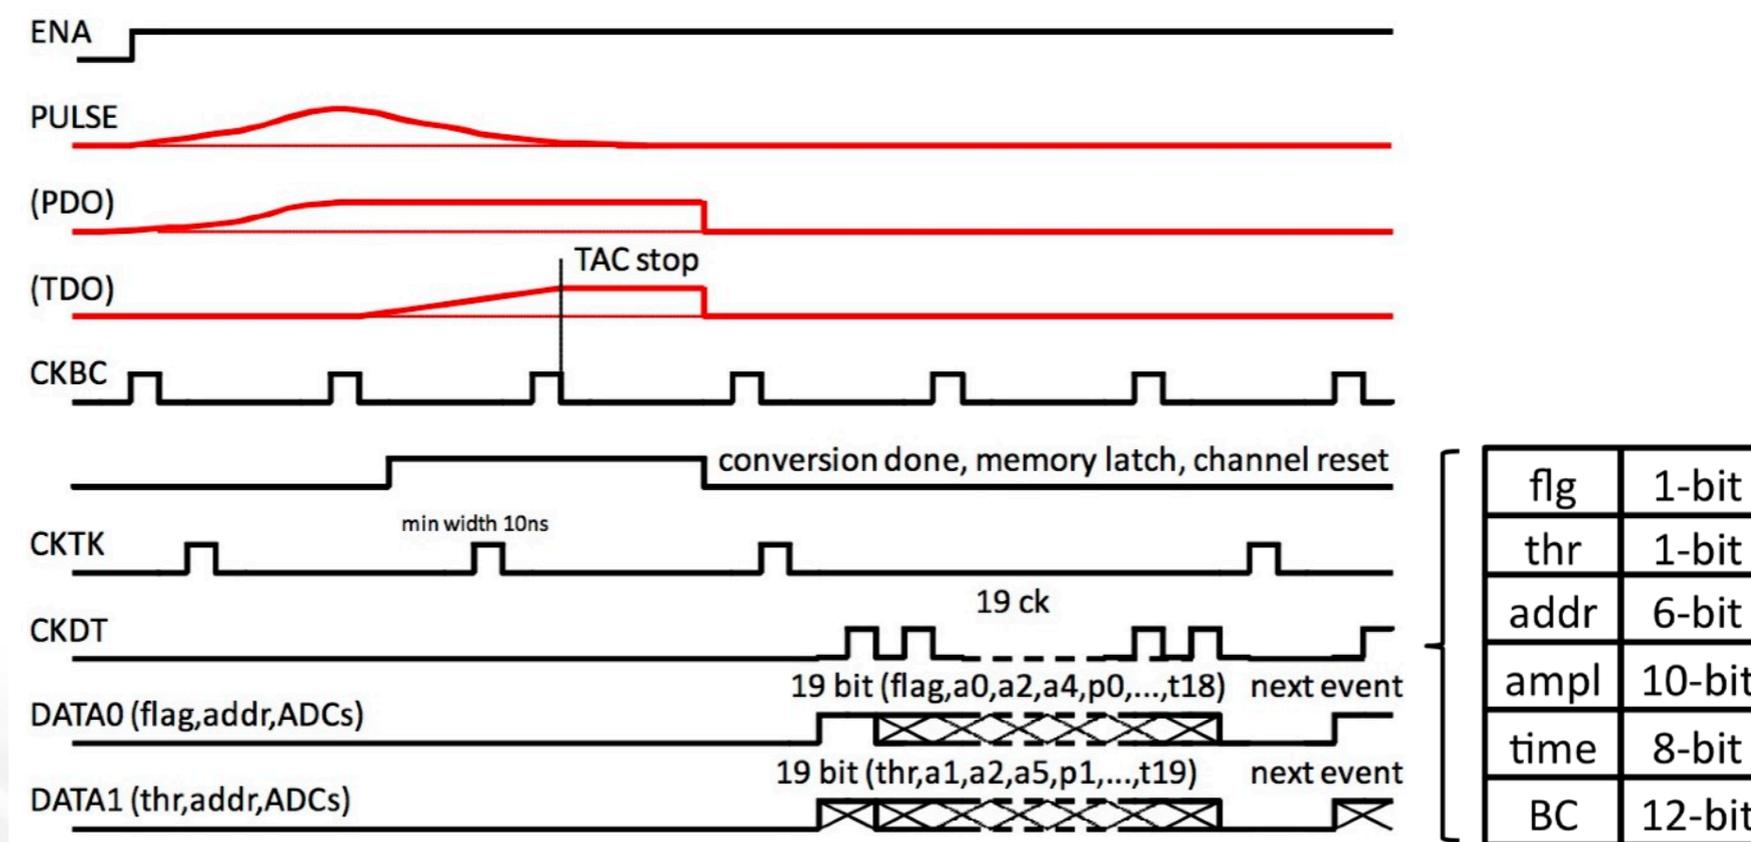 ENA
PULSE
(PDO)
TAC stop
(TDO)
CKBC
conversion done, memory latch, channel reset
min width 10ns
CKTK
19 ck
CKDT
19 bit (flag,a0,a2,a4,p0,...,t18) next event
DATA0 (flag,addr,ADCs)
19 bit (thr,a1,a2,a5,p1,...,t19) next event
DATA1 (thr,addr,ADCs)
flg 1-bit
thr 1-bit
addr 6-bit
ampl 10-bit
time 8-bit
BC 12-bit